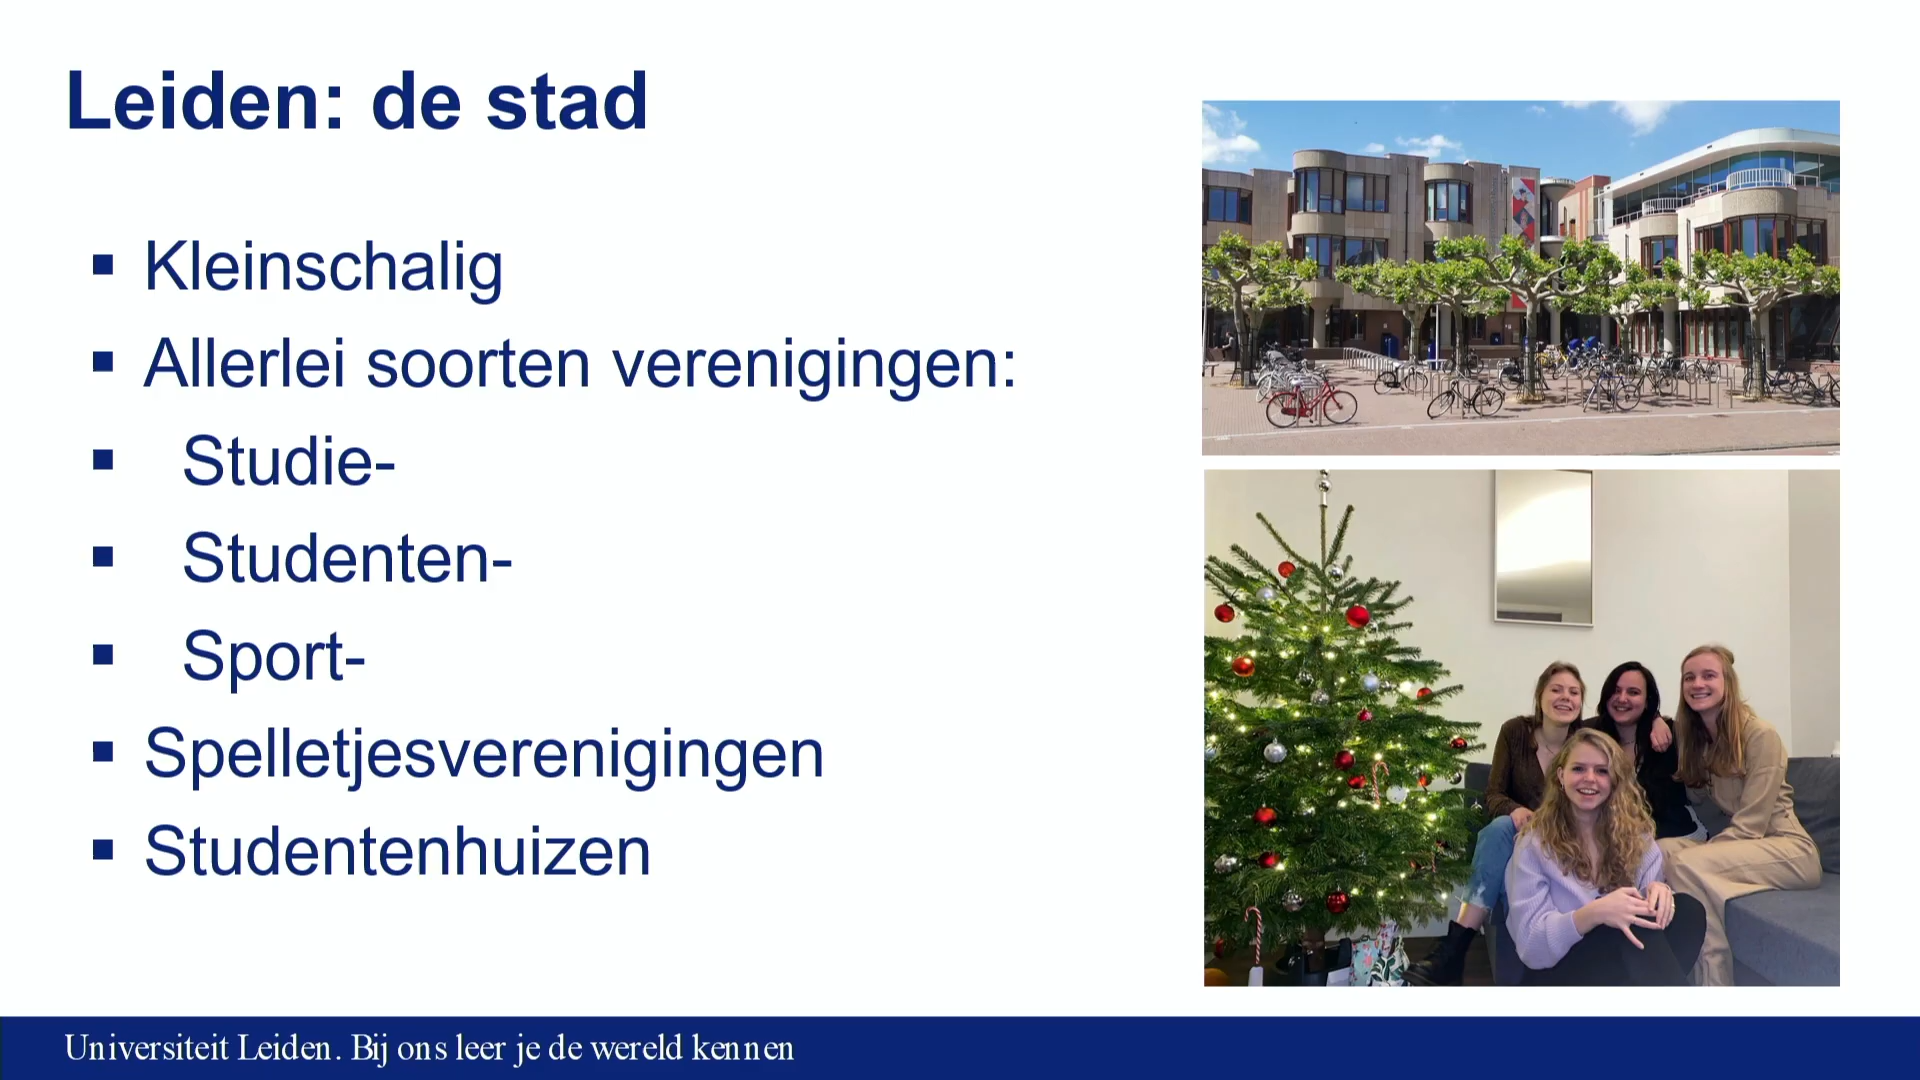 Leiden: de stad
▪ Kleinschalig
▪ Allerlei soorten verenigingen:
▪ Studie-
▪ Studenten-
▪ Sport-
▪ Spelletjesverenigingen
▪ Studentenhuizen
Universiteit Leiden. Bij ons leer je de wereld kennen